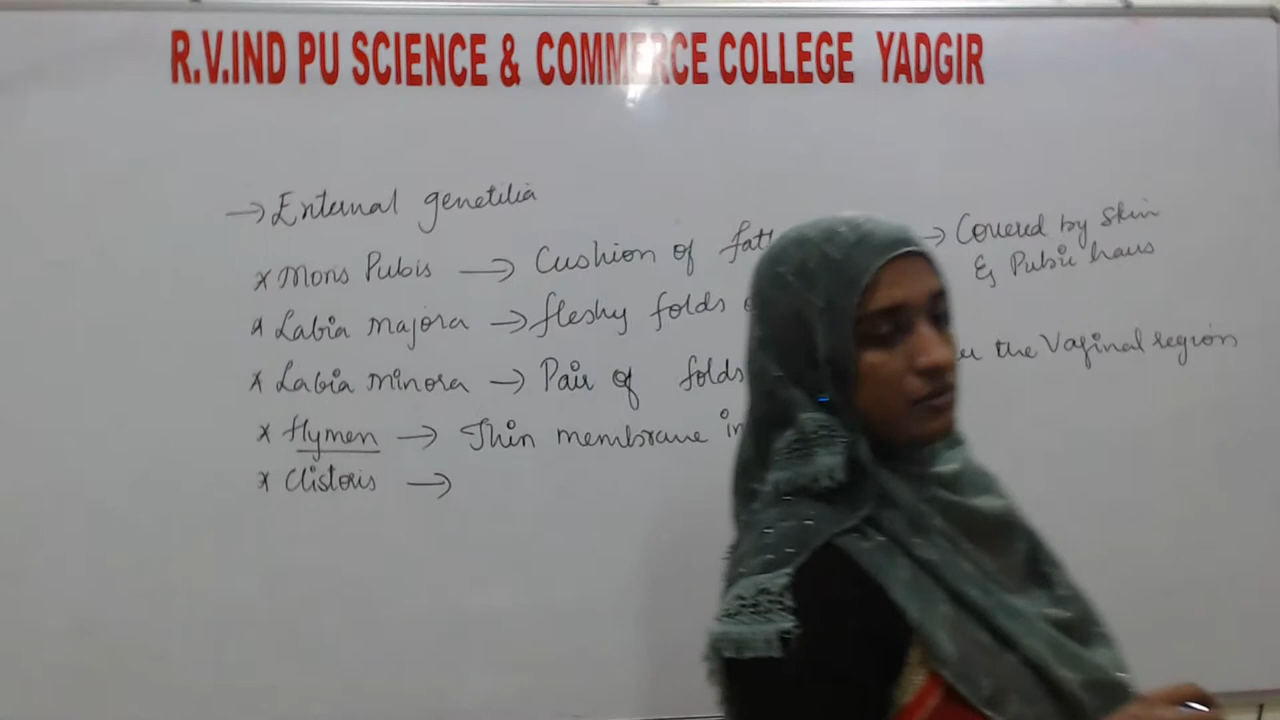 R.V.IND PU SCIENCE & COMMERCE COLLEGE YADGIR
→ External genetilia
x Mons Pubis → Cushion of fatt → Covered by skin
& Pubic hairs
x Labia majora → fleshy folds
x Labia minora → Pair of folds the Vaginal region
x Hymen → Thin membrane in
x Clistoris →